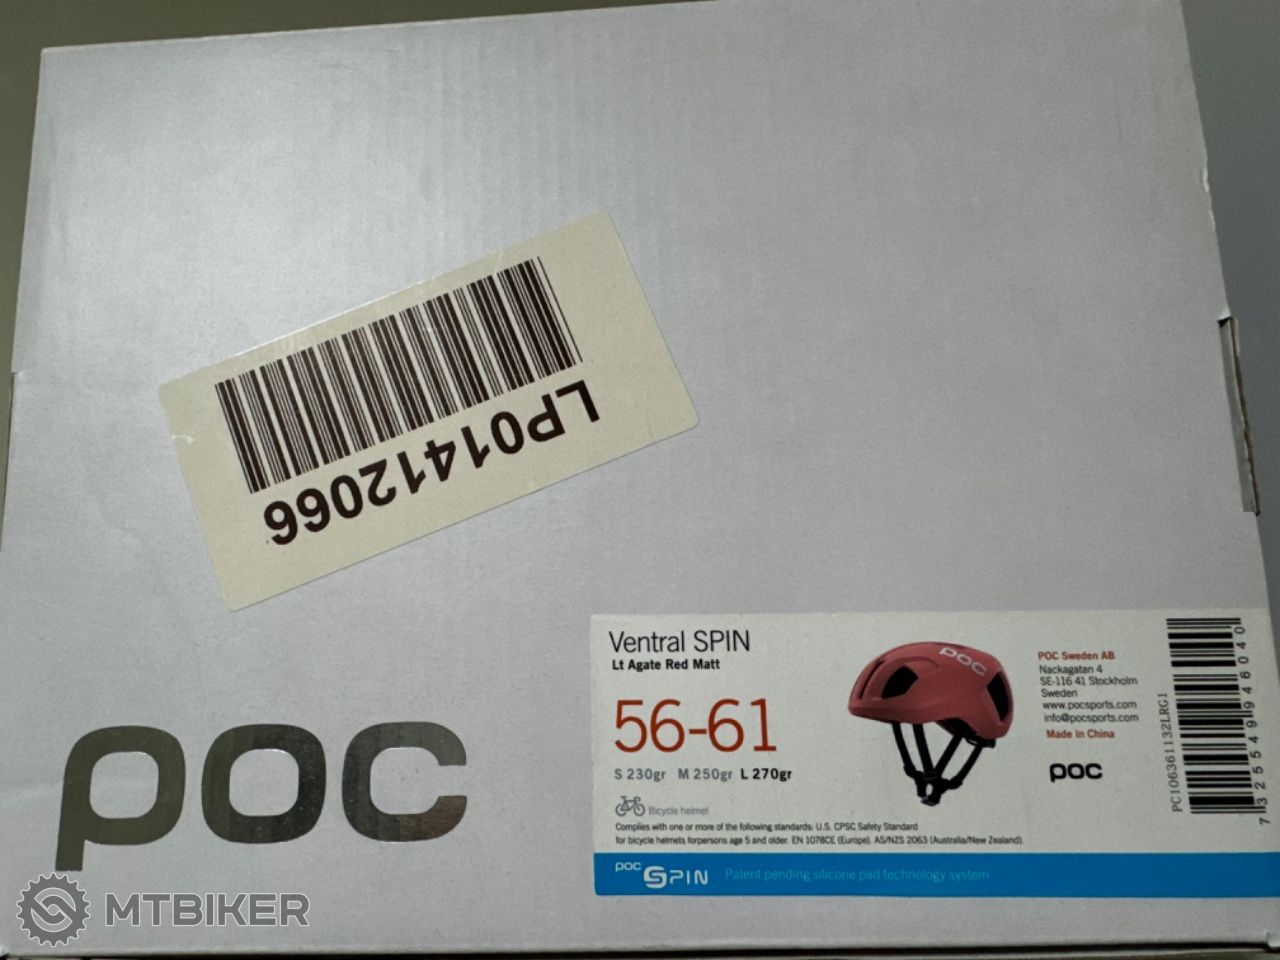 LP01412066
Ventral SPIN
Lt Agate Red Matt
56-61
S 230gr M 250gr L 270gr
Bicycle helmet
Complies with one or more of the following standards: U.S. CPSC Safety Standard
for bicycle helmets forpersons age 5 and older. EN 1078CE (Europe). AS/NZS 2063 (Australia/New Zealand).
poc SPIN Patent pending silicone pad technology system
POC
POC Sweden AB
Nackagatan 4
SE-116 41 Stockholm
Sweden
www.pocsports.com
info@pocsports.com
Made in China
POC
PC106361132LRG1
7325549946040
poc
MTBIKER